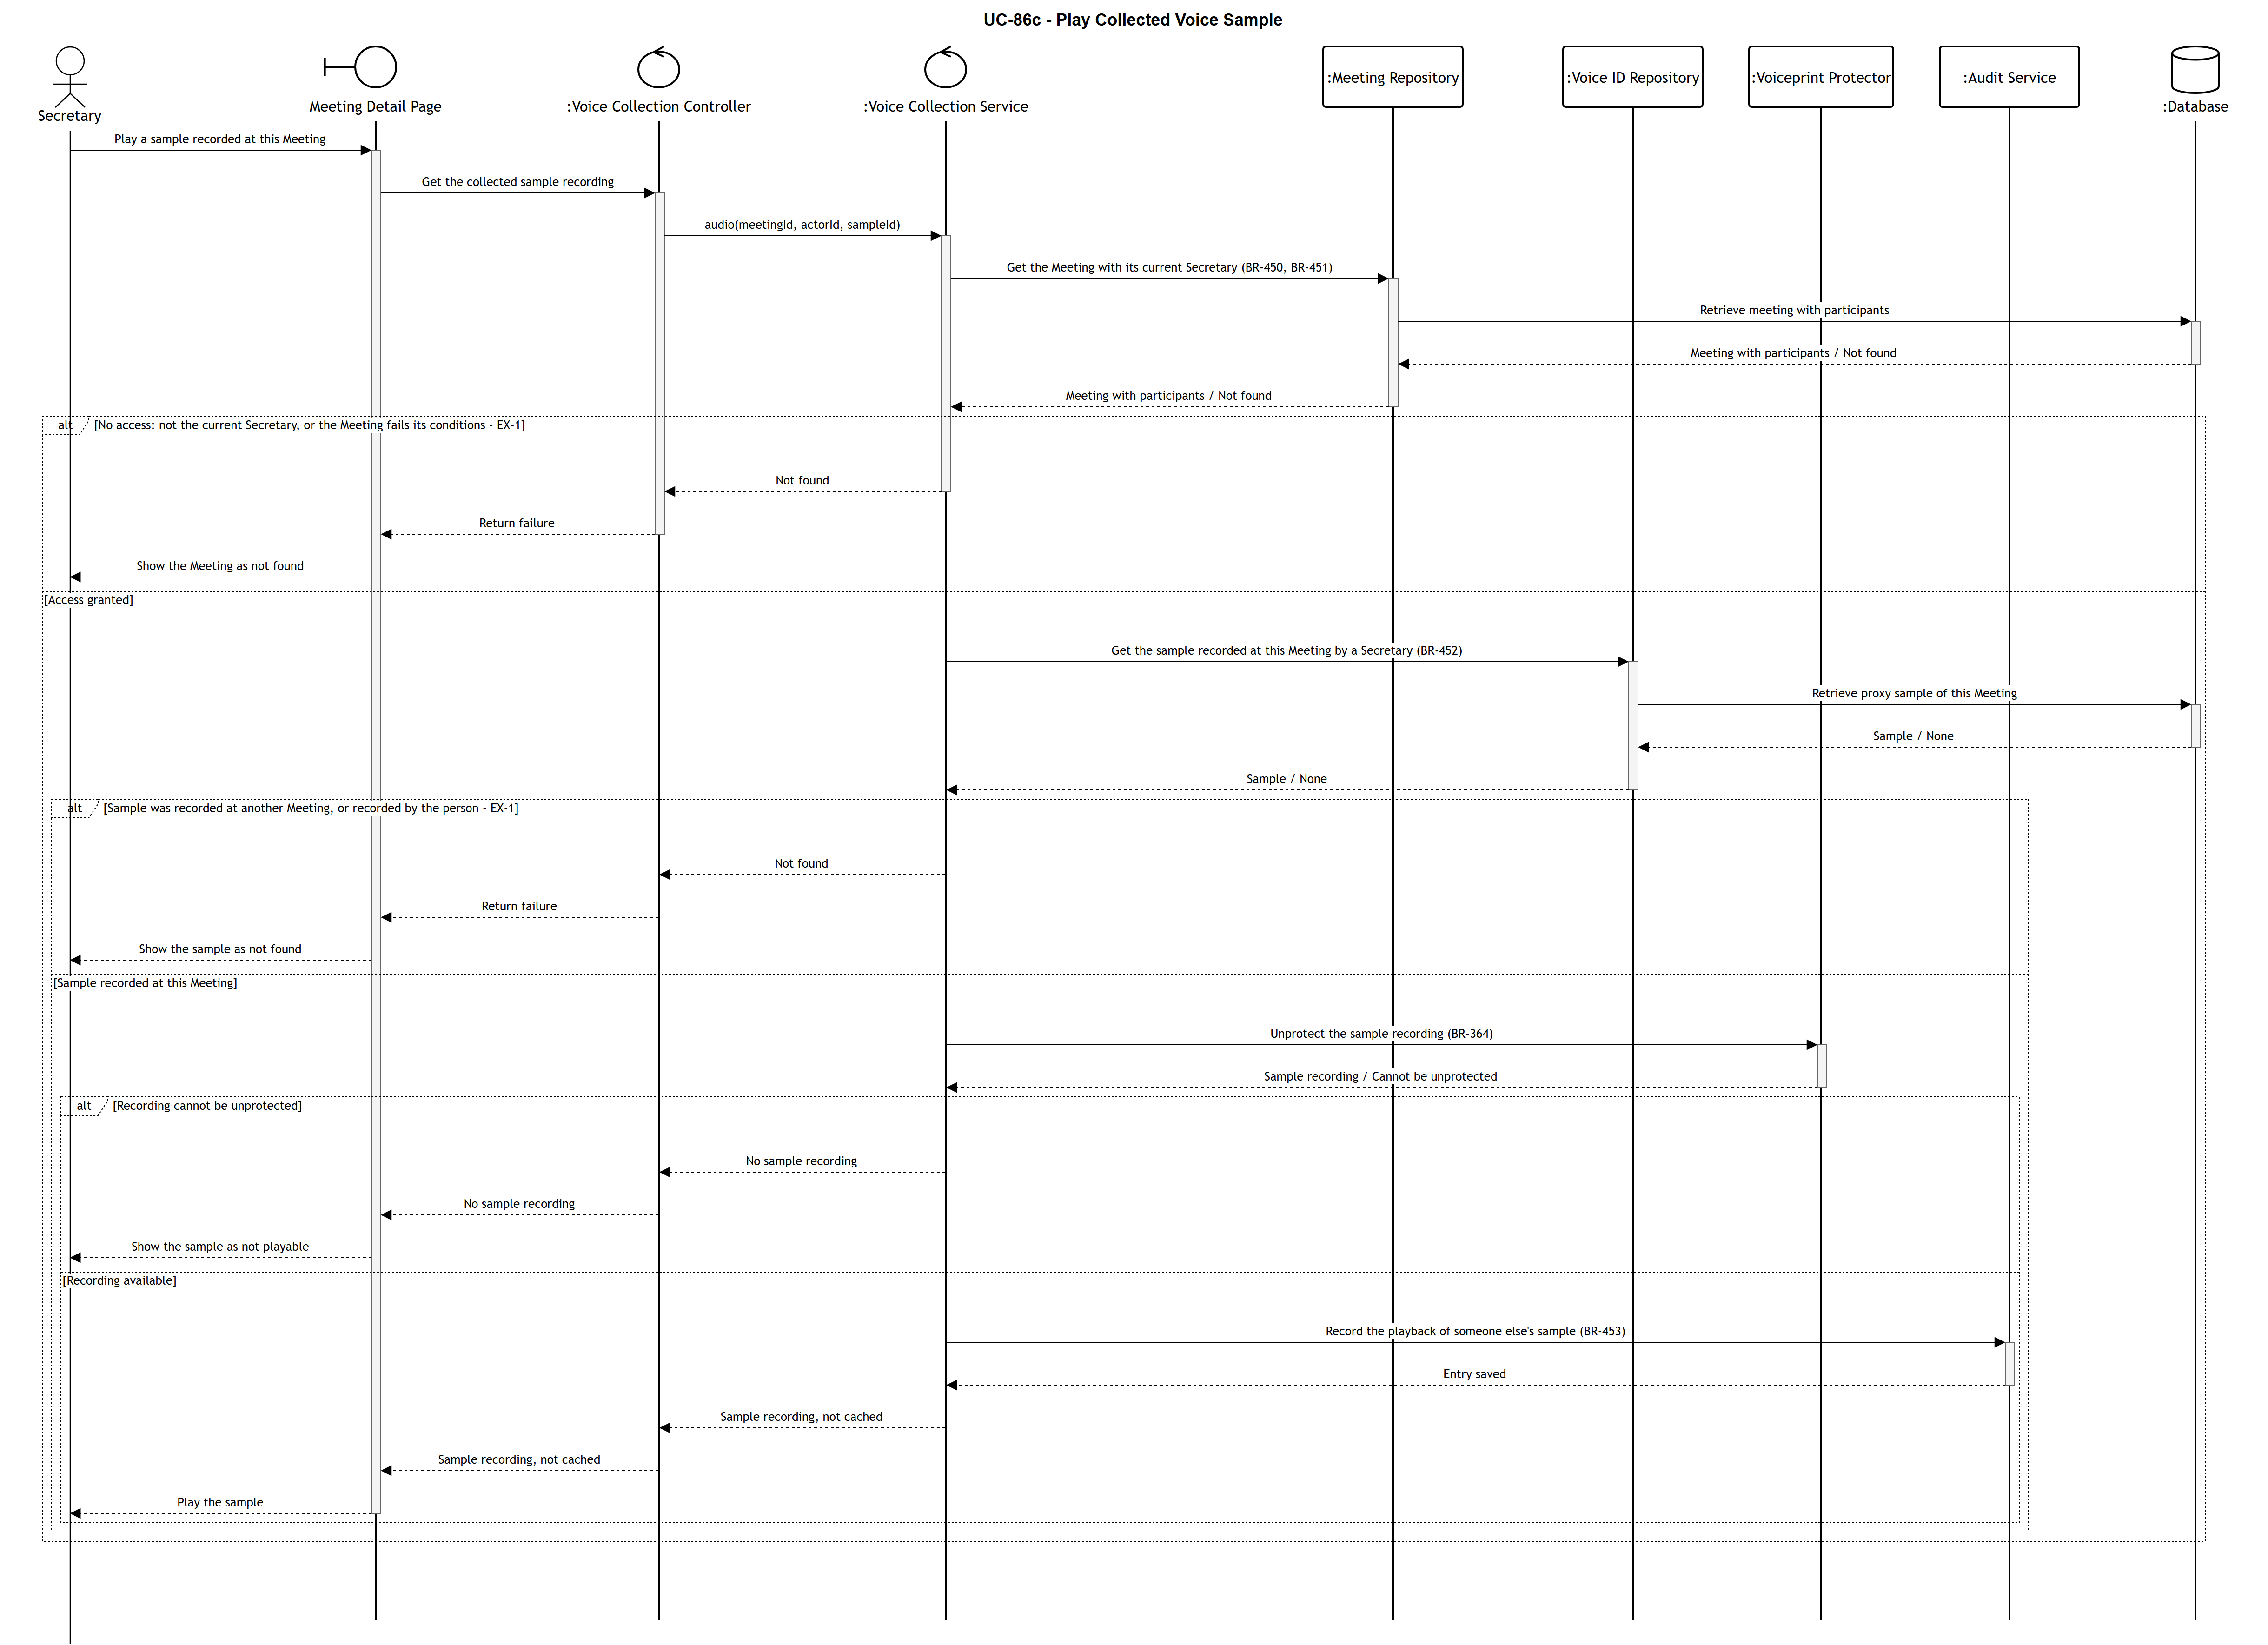 UC-86c - Play Collected Voice Sample
Secretary
Meeting Detail Page
:Voice Collection Controller
:Voice Collection Service
:Meeting Repository
:Voice ID Repository
:Voiceprint Protector
:Audit Service
:Database
Play a sample recorded at this Meeting
Get the collected sample recording
audio(meetingId, actorId, sampleId)
Get the Meeting with its current Secretary (BR-450, BR-451)
Retrieve meeting with participants
Meeting with participants / Not found
Meeting with participants / Not found
alt [No access: not the current Secretary, or the Meeting fails its conditions - EX-1]
Not found
Return failure
Show the Meeting as not found
[Access granted]
Get the sample recorded at this Meeting by a Secretary (BR-452)
Retrieve proxy sample of this Meeting
Sample / None
Sample / None
alt [Sample was recorded at another Meeting, or recorded by the person - EX-1]
Not found
Return failure
Show the sample as not found
[Sample recorded at this Meeting]
Unprotect the sample recording (BR-364)
Sample recording / Cannot be unprotected
alt [Recording cannot be unprotected]
No sample recording
No sample recording
Show the sample as not playable
[Recording available]
Record the playback of someone else's sample (BR-453)
Entry saved
Sample recording, not cached
Sample recording, not cached
Play the sample